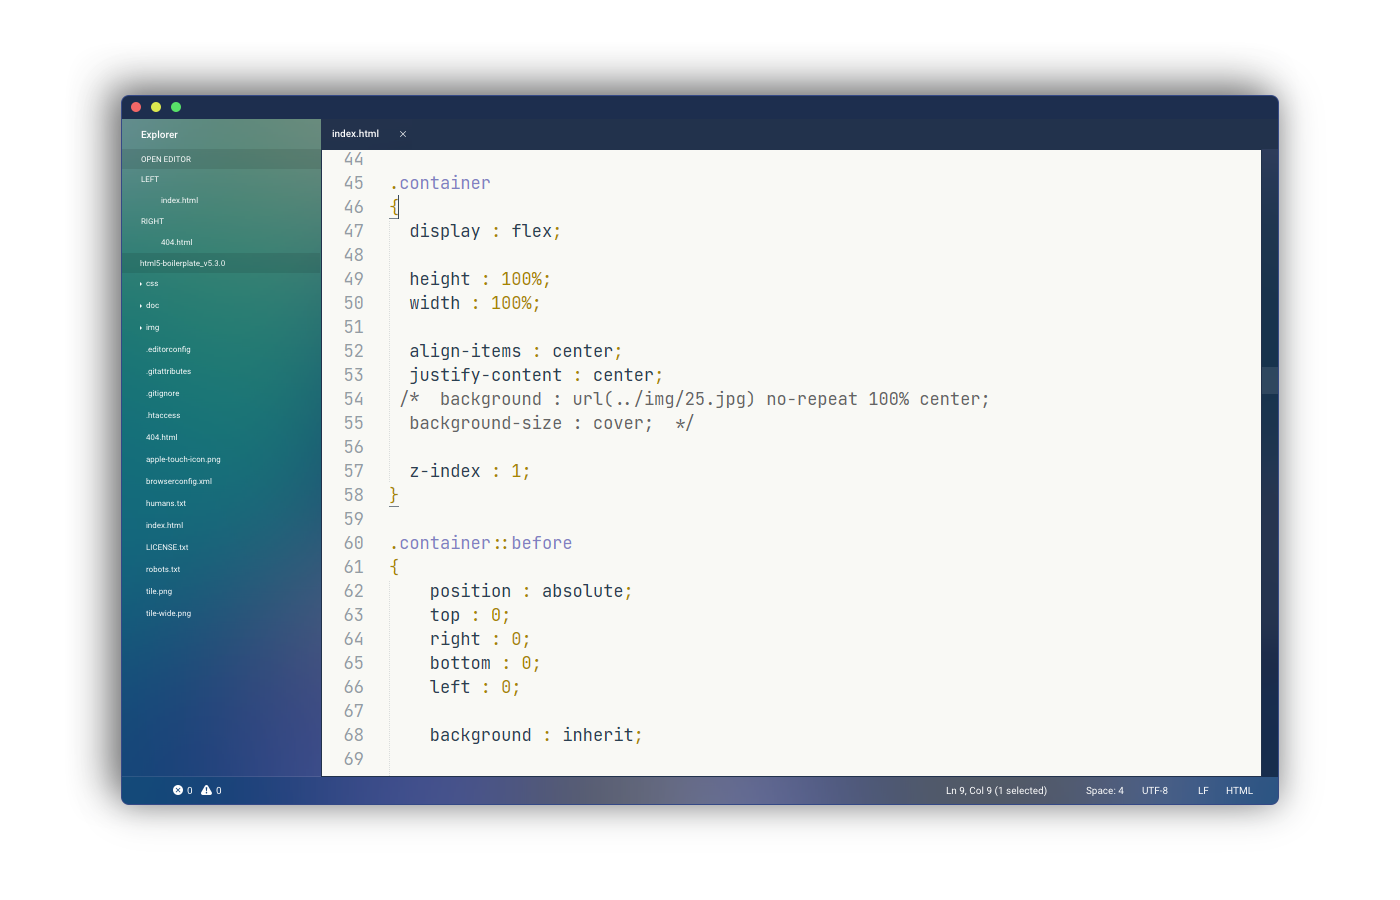 Explorer
OPEN EDITOR
LEFT
index.html
RIGHT
404.html
html5-boilerplate_v5.3.0
css
doc
img
.editorconfig
.gitattributes
.gitignore
.htaccess
404.html
apple-touch-icon.png
browserconfig.xml
humans.txt
index.html
LICENSE.txt
robots.txt
tile.png
tile-wide.png
index.html ×
44
45 .container
46 {
47 display : flex;
48
49 height : 100%;
50 width : 100%;
51
52 align-items : center;
53 justify-content : center;
54 /*  background : url(../img/25.jpg) no-repeat 100% center;
55 background-size : cover;  */
56
57 z-index : 1;
58 }
59
60 .container::before
61 {
62 position : absolute;
63 top : 0;
64 right : 0;
65 bottom : 0;
66 left : 0;
67
68 background : inherit;
69
0 0 Ln 9, Col 9 (1 selected) Space: 4 UTF-8 LF HTML